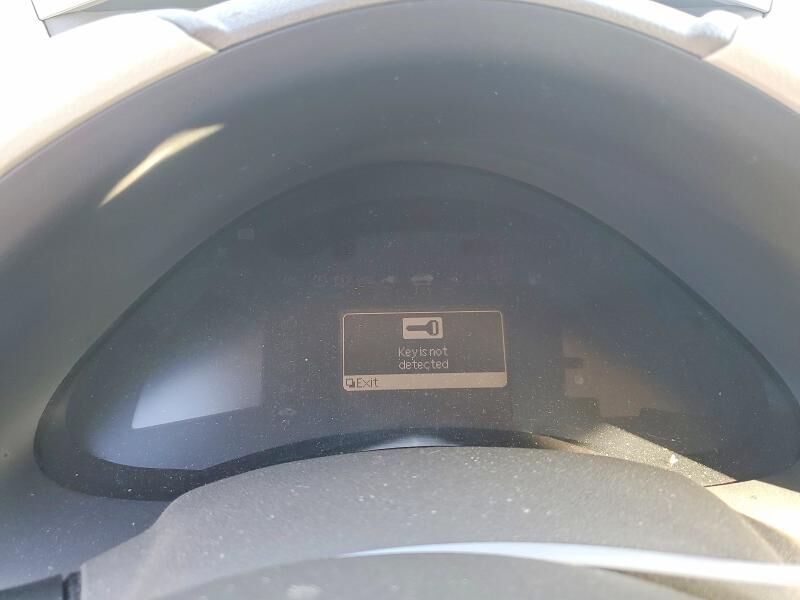 Key is not
detected
Exit